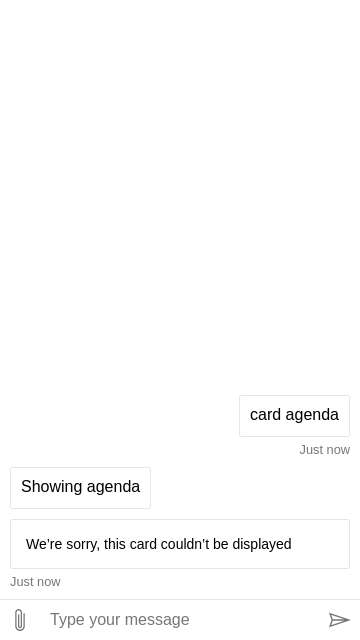 card agenda
Just now
Showing agenda
We’re sorry, this card couldn’t be displayed
Just now
Type your message